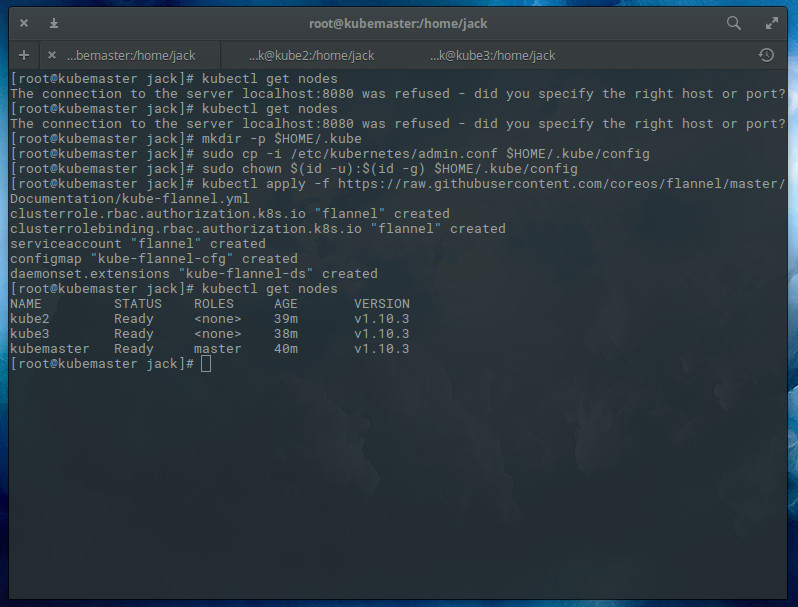 root@kubemaster:/home/jack
...bemaster:/home/jack ...k@kube2:/home/jack ...k@kube3:/home/jack
[root@kubemaster jack]# kubectl get nodes
The connection to the server localhost:8080 was refused - did you specify the right host or port?
[root@kubemaster jack]# kubectl get nodes
The connection to the server localhost:8080 was refused - did you specify the right host or port?
[root@kubemaster jack]# mkdir -p $HOME/.kube
[root@kubemaster jack]# sudo cp -i /etc/kubernetes/admin.conf $HOME/.kube/config
[root@kubemaster jack]# sudo chown $(id -u):$(id -g) $HOME/.kube/config
[root@kubemaster jack]# kubectl apply -f https://raw.githubusercontent.com/coreos/flannel/master/
Documentation/kube-flannel.yml
clusterrole.rbac.authorization.k8s.io "flannel" created
clusterrolebinding.rbac.authorization.k8s.io "flannel" created
serviceaccount "flannel" created
configmap "kube-flannel-cfg" created
daemonset.extensions "kube-flannel-ds" created
[root@kubemaster jack]# kubectl get nodes
NAME         STATUS    ROLES     AGE       VERSION
kube2        Ready     <none>    39m       v1.10.3
kube3        Ready     <none>    38m       v1.10.3
kubemaster   Ready     master    40m       v1.10.3
[root@kubemaster jack]#